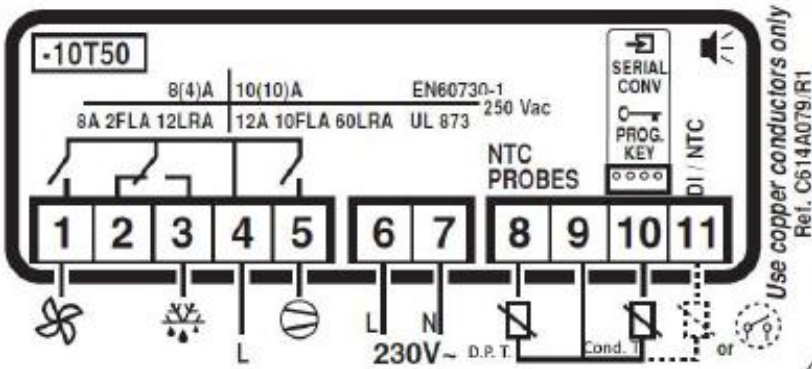 -10T50
8(4)A 10(10)A EN60730-1
8A 2FLA 12LRA 12A 10FLA 60LRA UL 873 250 Vac
SERIAL
CONV
PROG.
KEY
NTC
PROBES
DI / NTC
1 2 3 4 5 6 7 8 9 10 11
L
L N
230V~
D.P. T.
Cond. T
or
Use copper conductors only
Ref. C614A079/R1